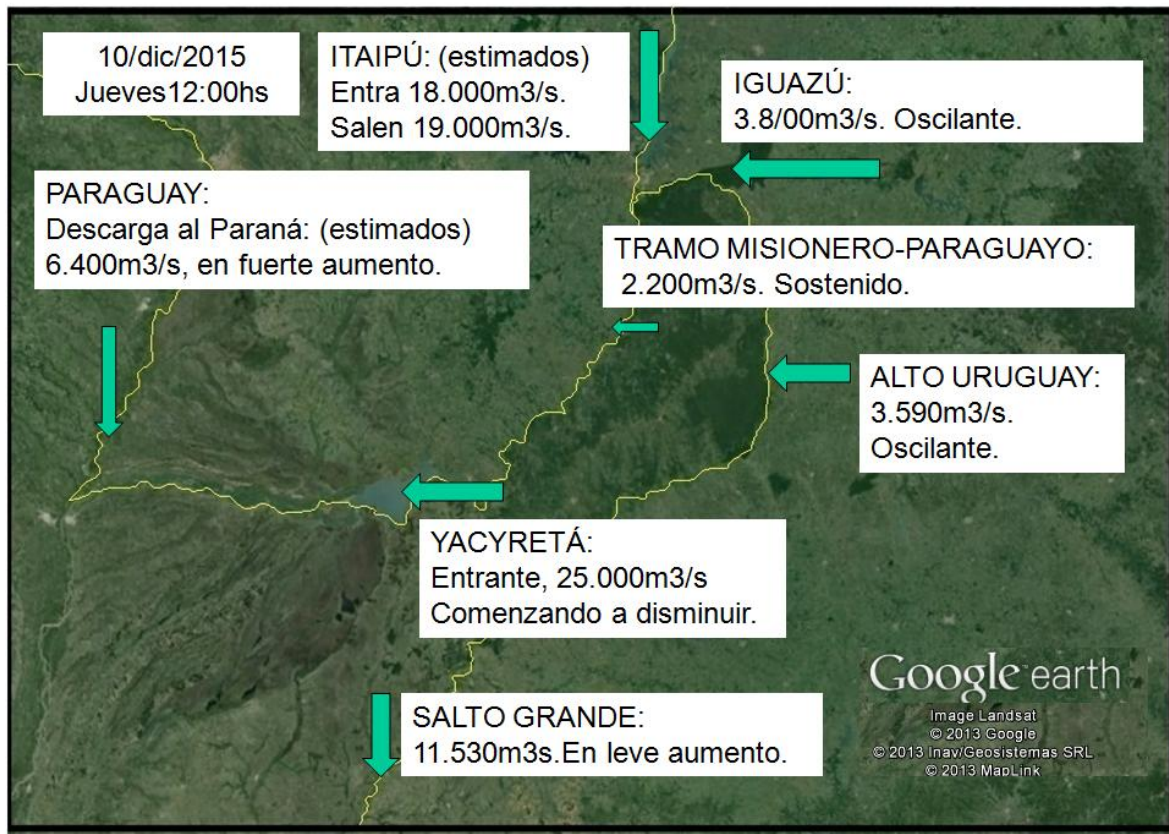 10/dic/2015
Jueves12:00hs
ITAIPÚ: (estimados)
Entra 18.000m3/s.
Salen 19.000m3/s.
IGUAZÚ:
3.8/00m3/s. Oscilante.
PARAGUAY:
Descarga al Paraná: (estimados)
6.400m3/s, en fuerte aumento.
TRAMO MISIONERO-PARAGUAYO:
2.200m3/s. Sostenido.
ALTO URUGUAY:
3.590m3/s.
Oscilante.
YACYRETÁ:
Entrante, 25.000m3/s
Comenzando a disminuir.
SALTO GRANDE:
11.530m3s.En leve aumento.
Google earth
Image Landsat
© 2013 Google
© 2013 Inav/Geosistemas SRL
© 2013 MapLink